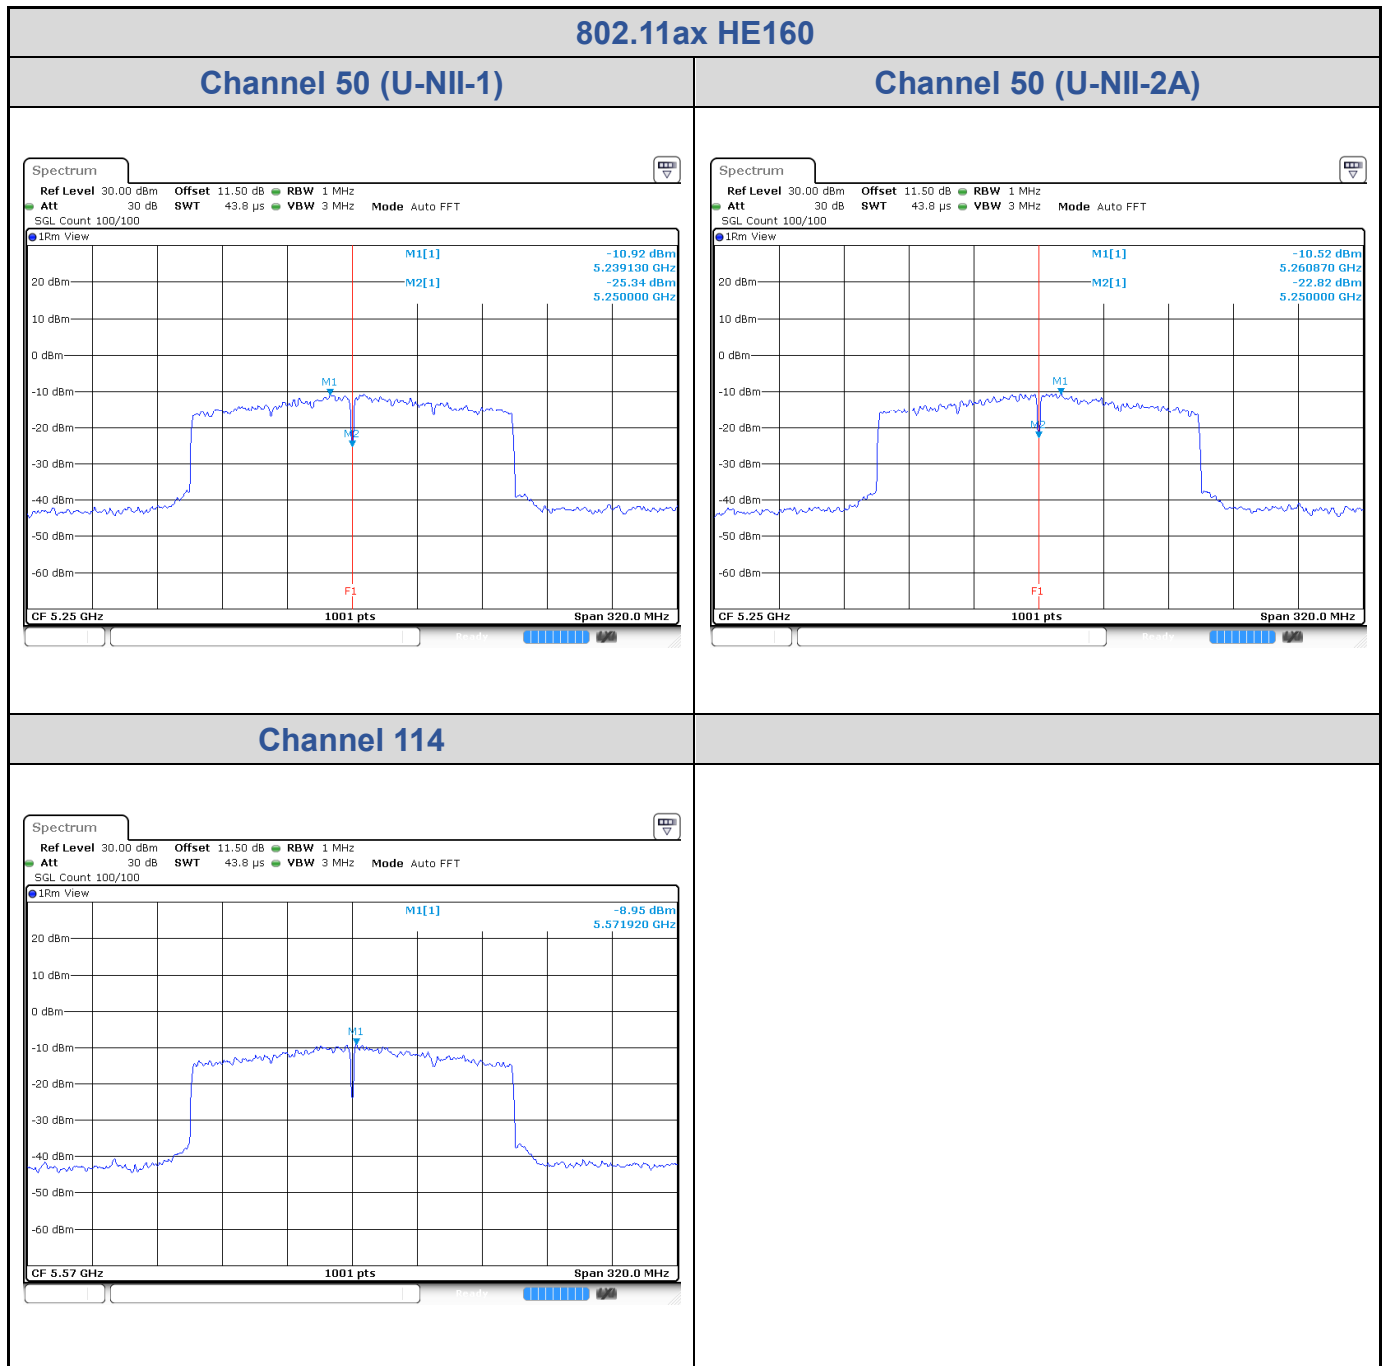 802.11ax HE160
Channel 50 (U-NII-1)
Channel 50 (U-NII-2A)
Spectrum
Ref Level 30.00 dBm Offset 11.50 dB RBW 1 MHz
Att 30 dB SWT 43.8 µs VBW 3 MHz Mode Auto FFT
SGL Count 100/100
1Rm View
M1[1] -10.92 dBm
5.239130 GHz
M2[1] -25.34 dBm
5.250000 GHz
20 dBm
10 dBm
0 dBm
-10 dBm
-20 dBm
-30 dBm
-40 dBm
-50 dBm
-60 dBm
M1
M2
F1
CF 5.25 GHz 1001 pts Span 320.0 MHz
Ready
Spectrum
Ref Level 30.00 dBm Offset 11.50 dB RBW 1 MHz
Att 30 dB SWT 43.8 µs VBW 3 MHz Mode Auto FFT
SGL Count 100/100
1Rm View
M1[1] -10.52 dBm
5.260870 GHz
M2[1] -22.82 dBm
5.250000 GHz
20 dBm
10 dBm
0 dBm
-10 dBm
-20 dBm
-30 dBm
-40 dBm
-50 dBm
-60 dBm
M1
M2
F1
CF 5.25 GHz 1001 pts Span 320.0 MHz
Ready
Channel 114
Spectrum
Ref Level 30.00 dBm Offset 11.50 dB RBW 1 MHz
Att 30 dB SWT 43.8 µs VBW 3 MHz Mode Auto FFT
SGL Count 100/100
1Rm View
M1[1] -8.95 dBm
5.571920 GHz
20 dBm
10 dBm
0 dBm
-10 dBm
-20 dBm
-30 dBm
-40 dBm
-50 dBm
-60 dBm
M1
CF 5.57 GHz 1001 pts Span 320.0 MHz
Ready